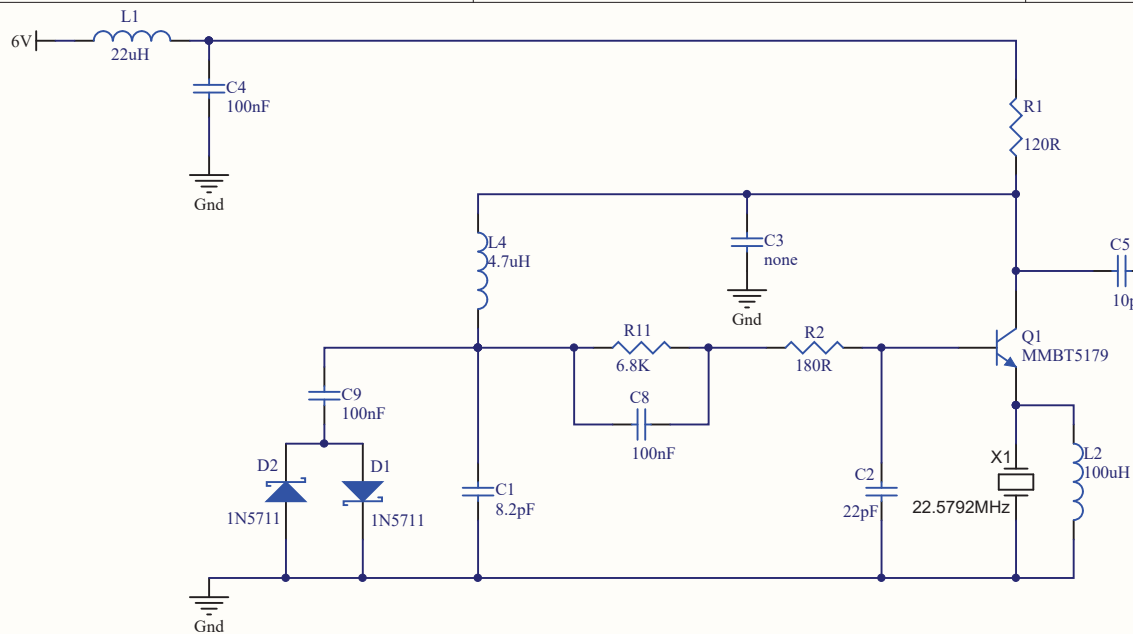 L1
6V
22uH
C4
100nF
Gnd
R1
120R
L4
4.7uH
C3
none
Gnd
C5
10p
R11
6.8K
R2
180R
Q1
MMBT5179
C9
100nF
C8
100nF
D2
1N5711
D1
1N5711
C1
8.2pF
C2
22pF
X1
22.5792MHz
L2
100uH
Gnd